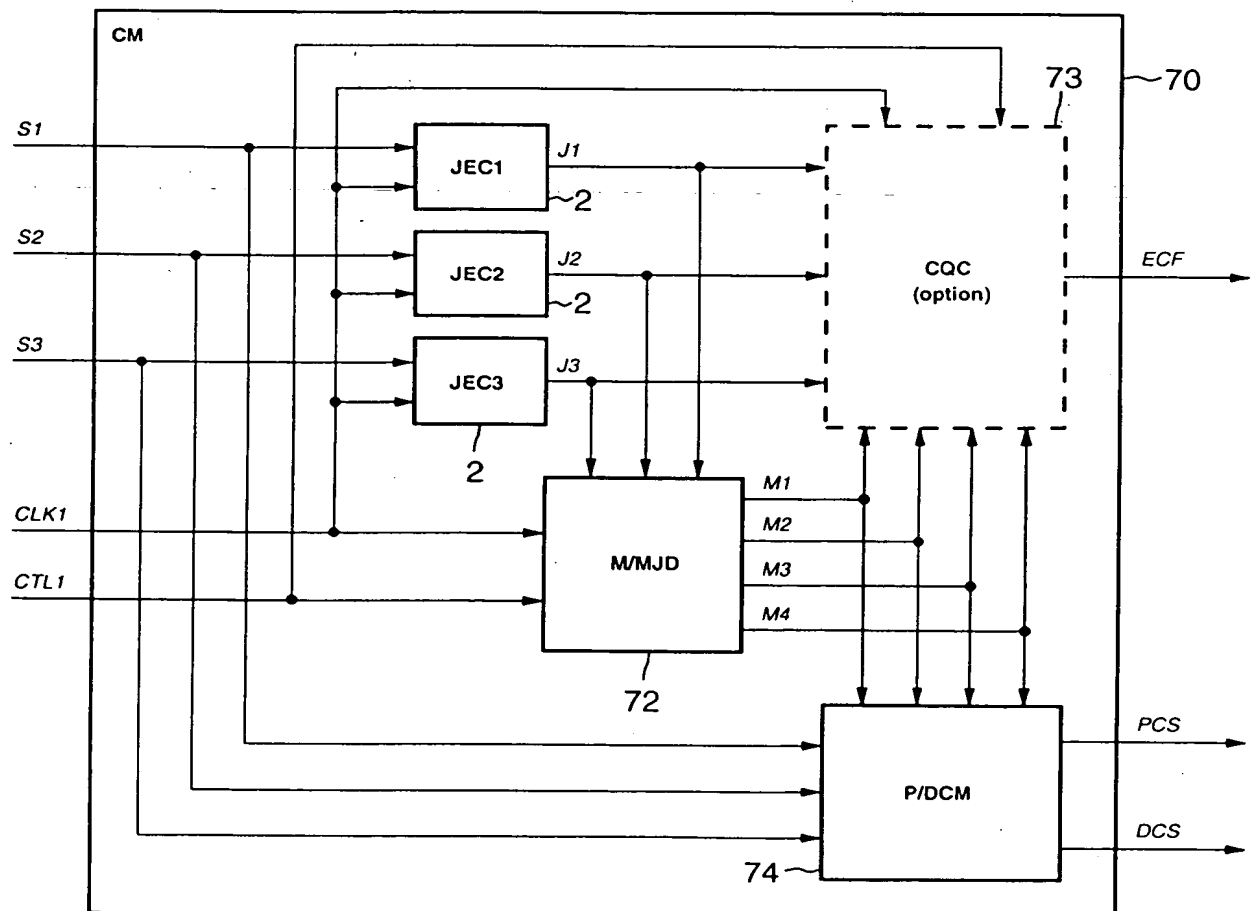 CM
70
73
S1
JEC1
J1
2
S2
JEC2
J2
2
CQC
(option)
ECF
S3
JEC3
J3
2
CLK1
M/MJD
M1
M2
M3
M4
CTL1
72
PCS
P/DCM
DCS
74